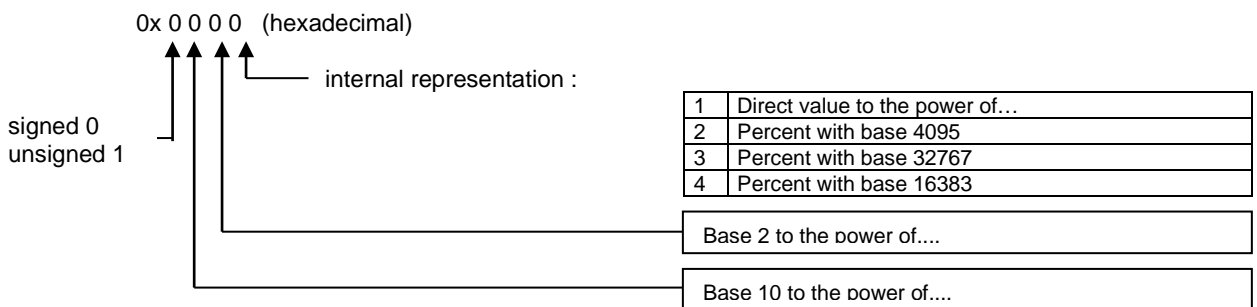 0x 0 0 0 0 (hexadecimal)
internal representation :
signed 0
unsigned 1
1 Direct value to the power of…
2 Percent with base 4095
3 Percent with base 32767
4 Percent with base 16383
Base 2 to the power of....
Base 10 to the power of....